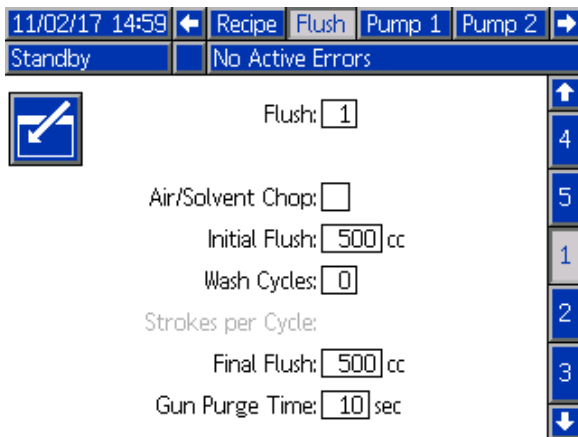 11/02/17 14:59 Recipe Flush Pump 1 Pump 2
Standby No Active Errors
Flush: 1
4
Air/Solvent Chop:
5
Initial Flush: 500 cc
1
Wash Cycles: 0
2
Strokes per Cycle:
Final Flush: 500 cc
3
Gun Purge Time: 10 sec